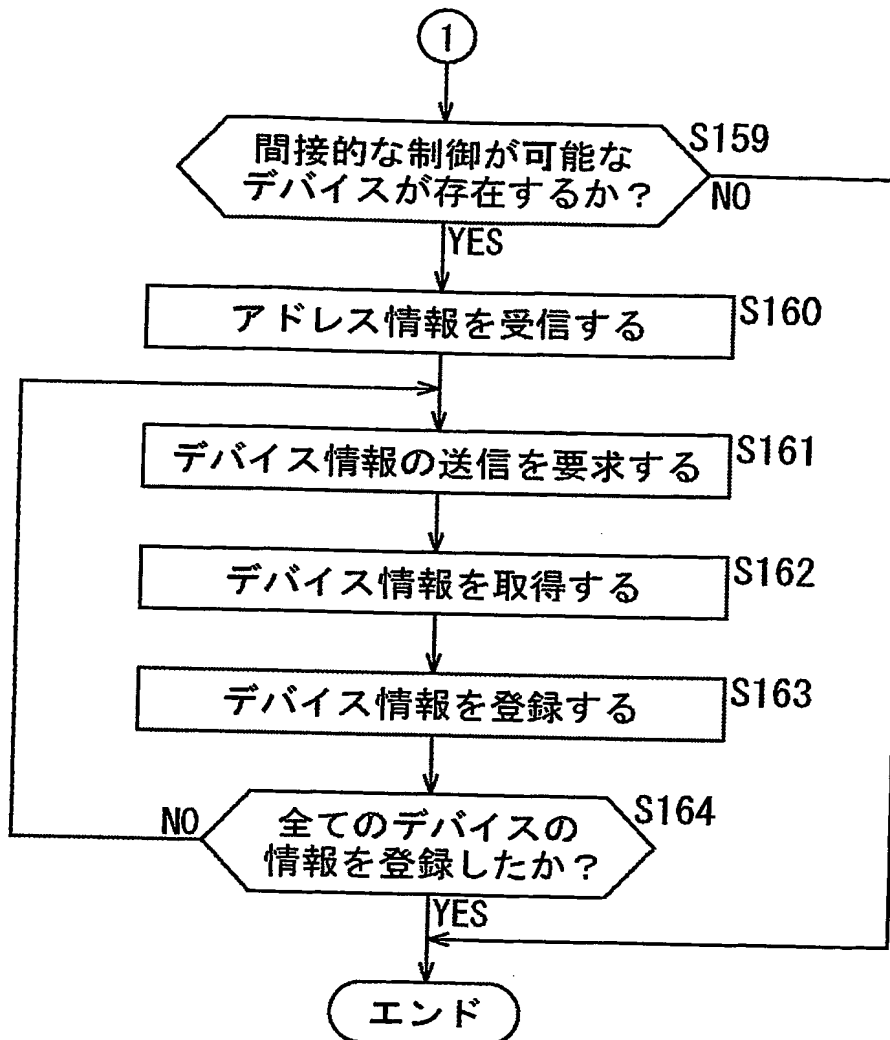 1
間接的な制御が可能な
デバイスが存在するか?
S159
NO
YES
アドレス情報を受信する
S160
デバイス情報の送信を要求する
S161
デバイス情報を取得する
S162
デバイス情報を登録する
S163
NO
全てのデバイスの
情報を登録したか?
S164
YES
エンド